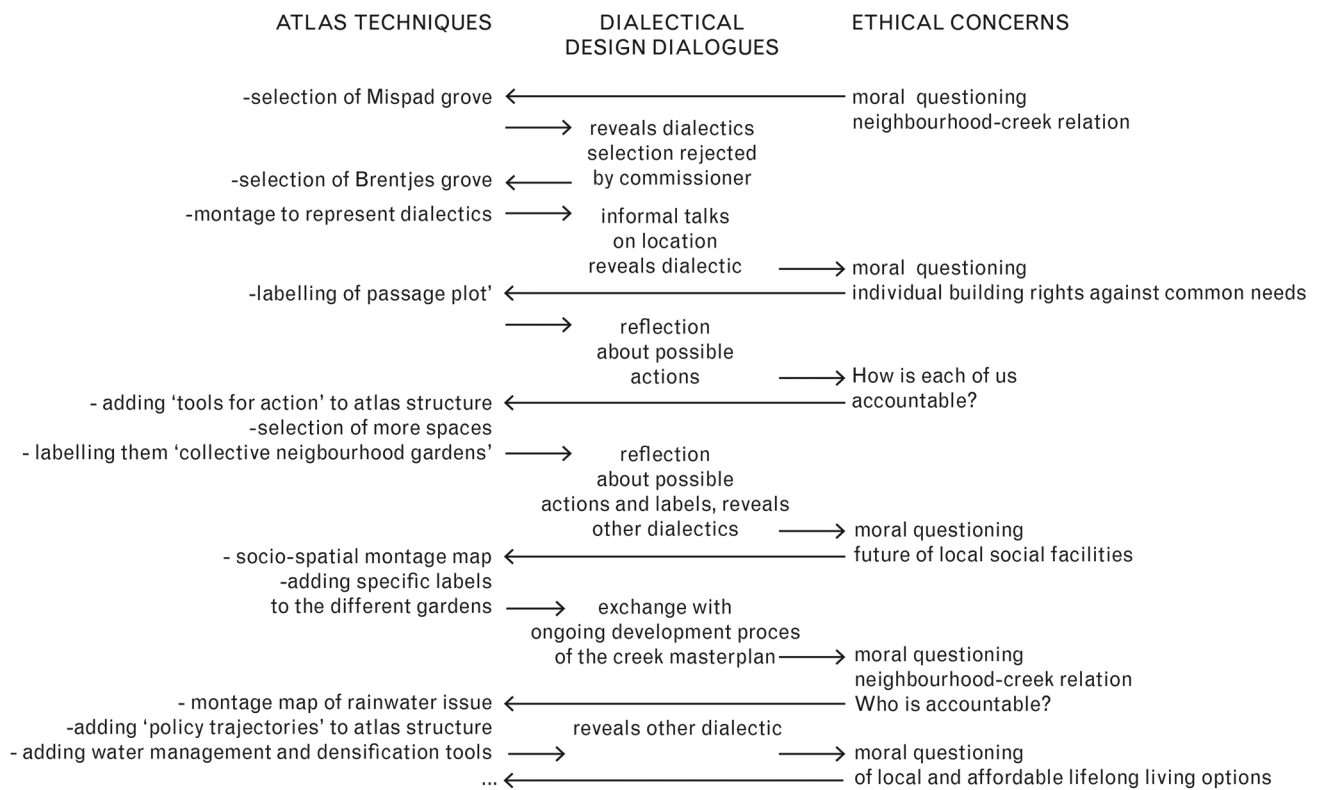 ATLAS TECHNIQUES
DIALECTICAL
DESIGN DIALOGUES
ETHICAL CONCERNS
-selection of Mispad grove
moral questioning
neighbourhood-creek relation
reveals dialectics
selection rejected
by commissioner
-selection of Brentjes grove
-montage to represent dialectics
informal talks
on location
reveals dialectic
moral questioning
individual building rights against common needs
-labelling of passage plot’
reflection
about possible
actions
How is each of us
accountable?
- adding ‘tools for action’ to atlas structure
-selection of more spaces
- labelling them ‘collective neigbourhood gardens’
reflection
about possible
actions and labels, reveals
other dialectics
moral questioning
future of local social facilities
- socio-spatial montage map
-adding specific labels
to the different gardens
exchange with
ongoing development proces
of the creek masterplan
moral questioning
neighbourhood-creek relation
Who is accountable?
- montage map of rainwater issue
-adding ‘policy trajectories’ to atlas structure
- adding water management and densification tools
reveals other dialectic
moral questioning
of local and affordable lifelong living options
...